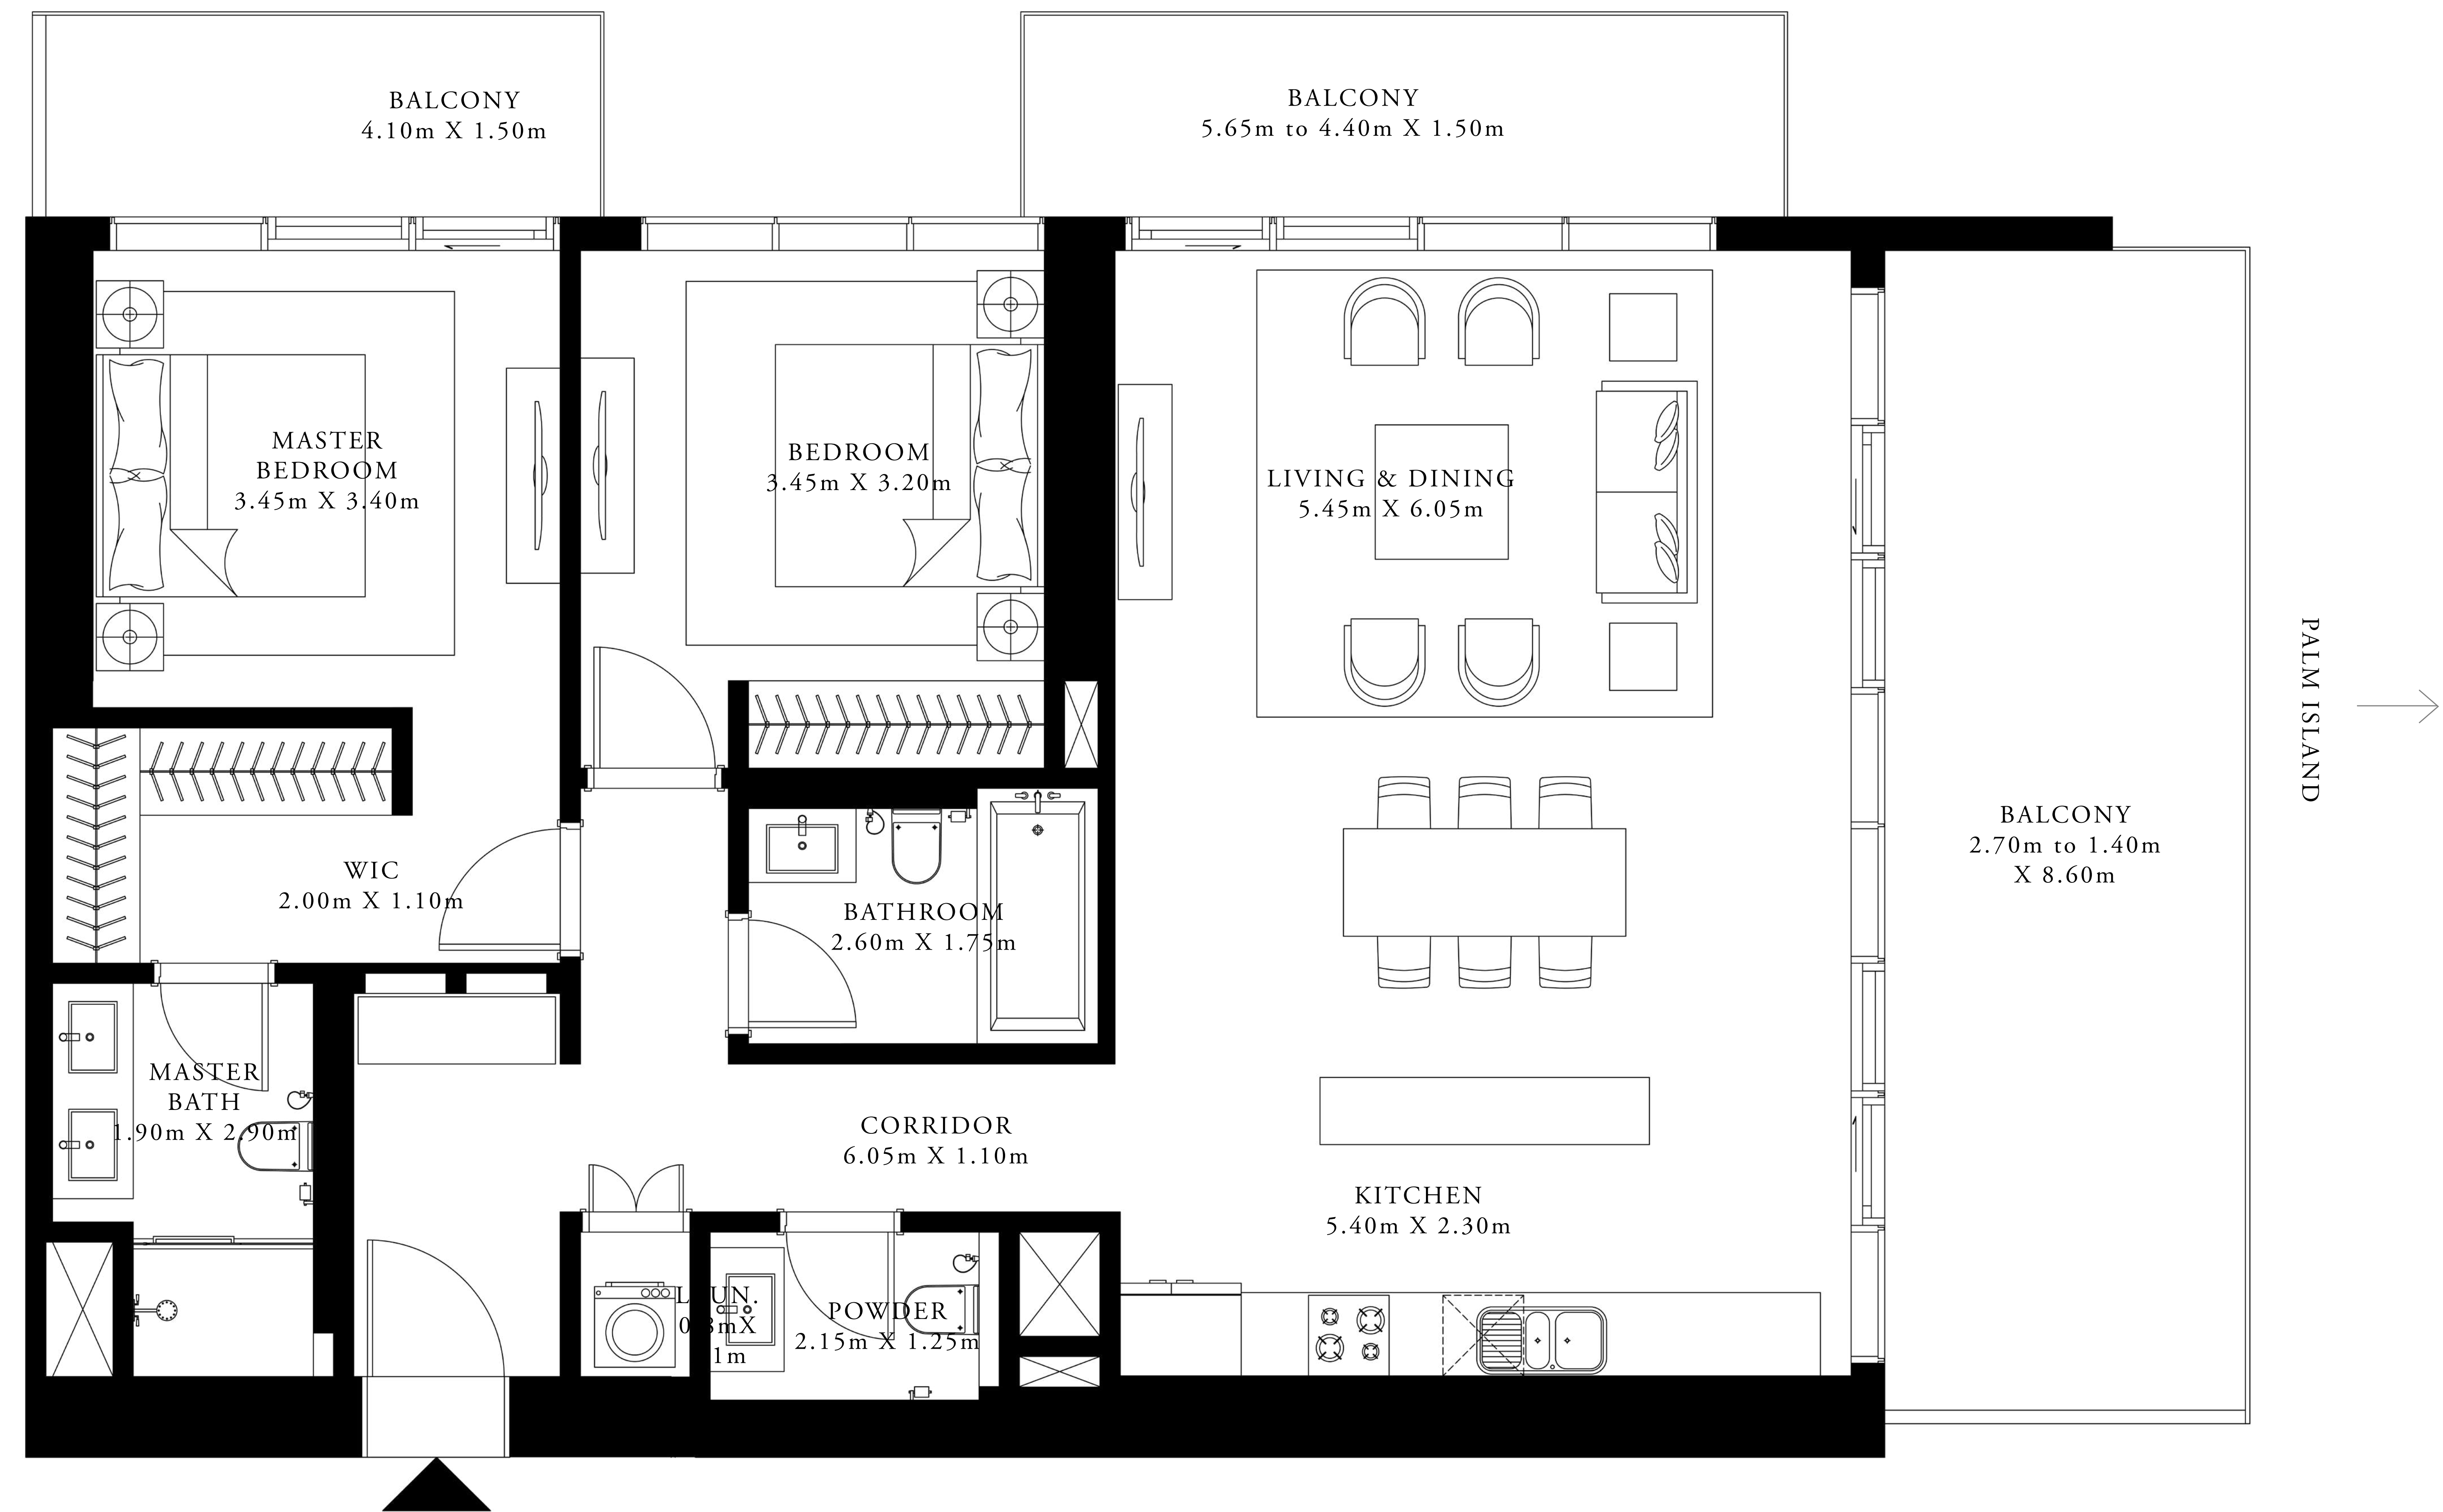 BALCONY
4.10m X 1.50m
BALCONY
5.65m to 4.40m X 1.50m
MASTER
BEDROOM
3.45m X 3.40m
BEDROOM
3.45m X 3.20m
LIVING & DINING
5.45m X 6.05m
PALM ISLAND
BALCONY
2.70m to 1.40m
X 8.60m
WIC
2.00m X 1.10m
BATHROOM
2.60m X 1.75m
MASTER
BATH
1.90m X 2.90m
CORRIDOR
6.05m X 1.10m
KITCHEN
5.40m X 2.30m
POWDER
2.15m X 1.25m
1m